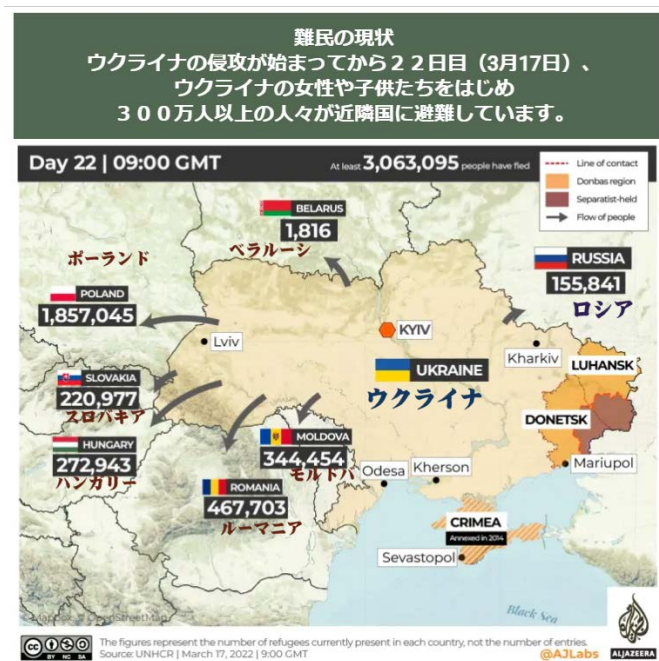 難民の現状
ウクライナの侵攻が始まってから２２日目（3月17日）、
ウクライナの女性や子供たちをはじめ
３００万人以上の人々が近隣国に避難しています。
Day 22 | 09:00 GMT
At least 3,063,095 people have fled
Line of contact
Donbas region
Separatist-held
Flow of people
BELARUS
1,816
ベラルーシ
ポーランド
POLAND
1,857,045
RUSSIA
155,841
ロシア
Lviv
KYIV
Kharkiv
UKRAINE
ウクライナ
LUHANSK
SLOVAKIA
220,977
スロバキア
DONETSK
HUNGARY
272,943
ハンガリー
MOLDOVA
344,454
モルドバ
Odesa
Kherson
Mariupol
ROMANIA
467,703
ルーマニア
CRIMEA
Annexed in 2014
Sevastopol
Black Sea
© Mapbox, © OpenStreetMap
CC BY NC SA
The figures represent the number of refugees currently present in each country, not the number of entries.
Source: UNHCR | March 17, 2022 | 9:00 GMT
@AJLabs
ALJAZEERA